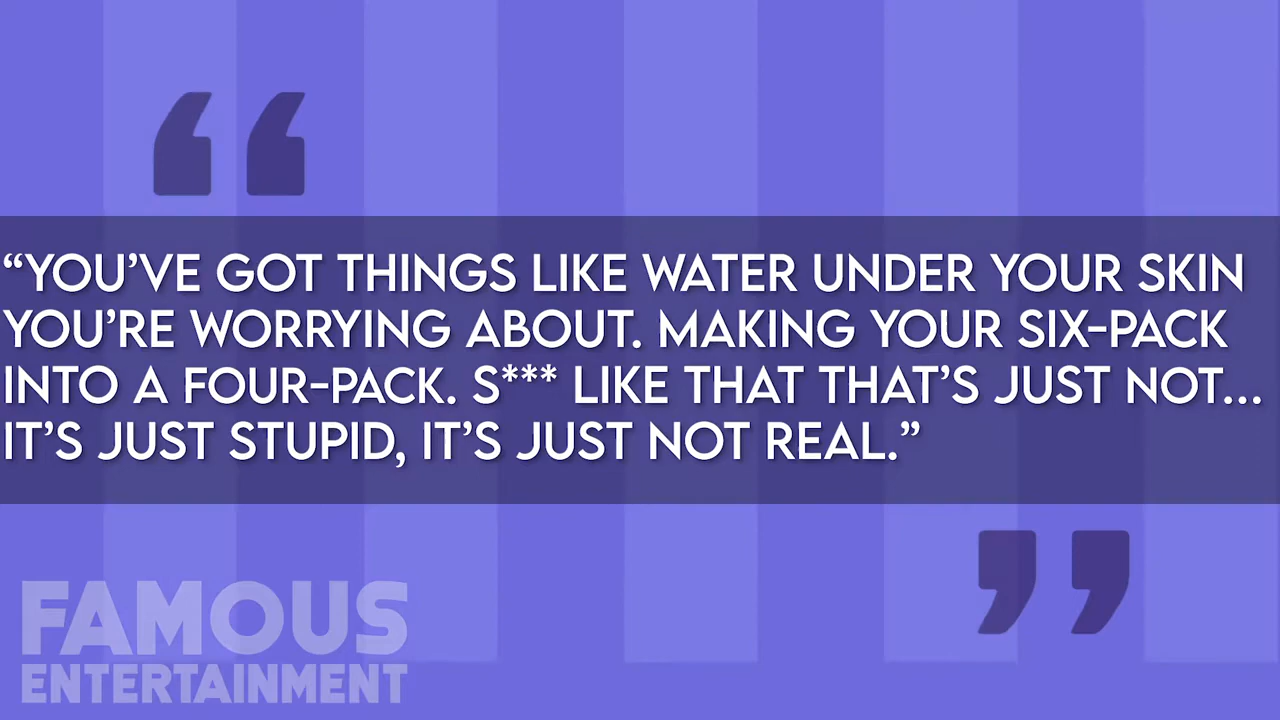 “YOU’VE GOT THINGS LIKE WATER UNDER YOUR SKIN
YOU’RE WORRYING ABOUT. MAKING YOUR SIX-PACK
INTO A FOUR-PACK. S*** LIKE THAT THAT’S JUST NOT...
IT’S JUST STUPID, IT’S JUST NOT REAL.”
FAMOUS
ENTERTAINMENT